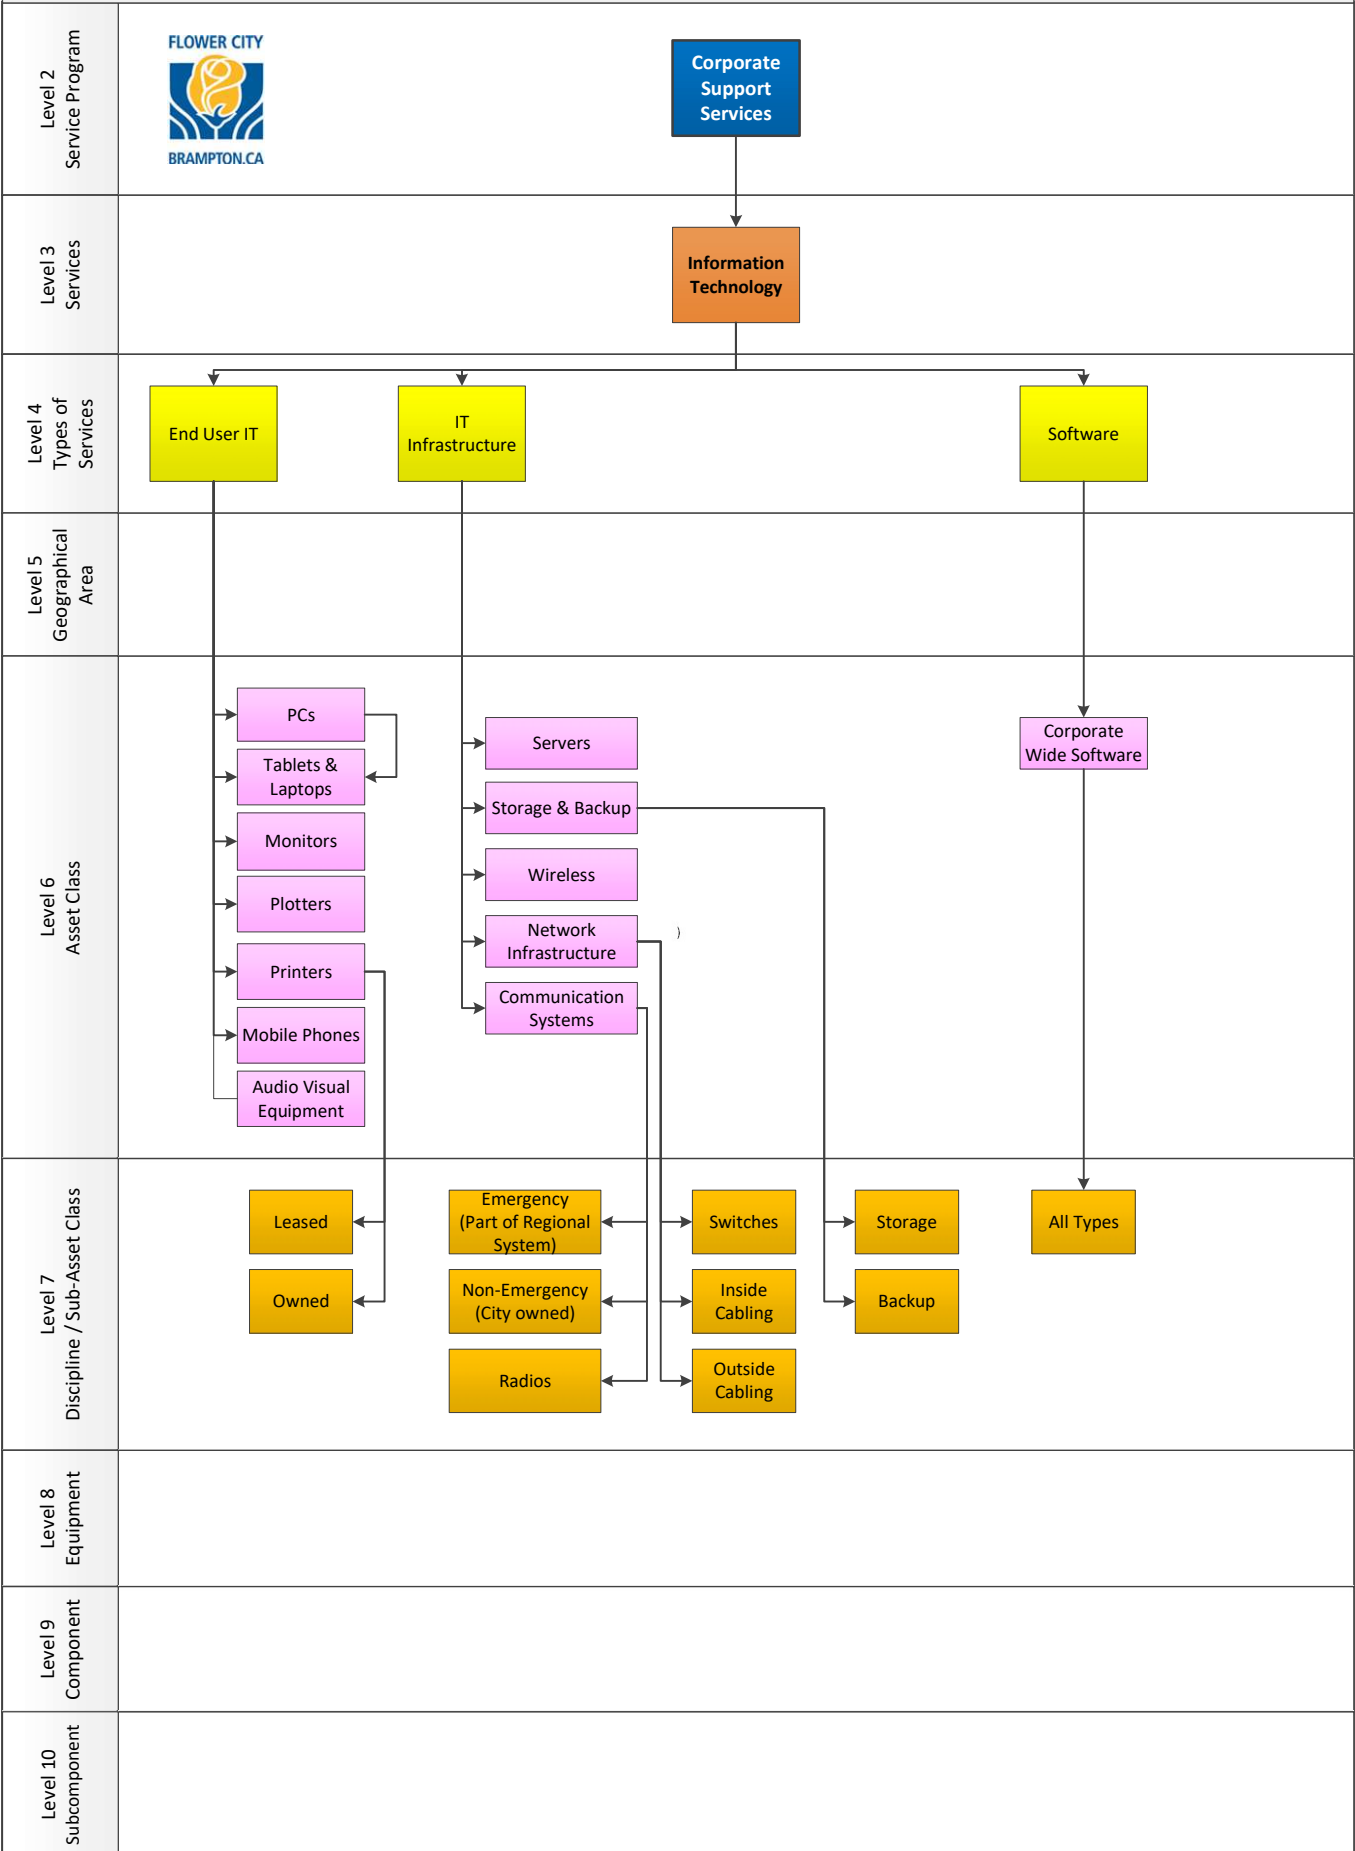 Level 2
Service Program
FLOWER CITY
BRAMPTON.CA
Corporate
Support
Services
Level 3
Services
Information
Technology
Level 4
Types of
Services
End User IT
IT
Infrastructure
Software
Level 5
Geographical
Area
Level 6
Asset Class
PCs
Tablets &
Laptops
Monitors
Plotters
Printers
Mobile Phones
Audio Visual
Equipment
Servers
Storage & Backup
Wireless
Network
Infrastructure
)
Communication
Systems
Corporate
Wide Software
Level 7
Discipline / Sub-Asset Class
Leased
Owned
Emergency
(Part of Regional
System)
Non-Emergency
(City owned)
Radios
Switches
Inside
Cabling
Outside
Cabling
Storage
Backup
All Types
Level 8
Equipment
Level 9
Component
Level 10
Subcomponent